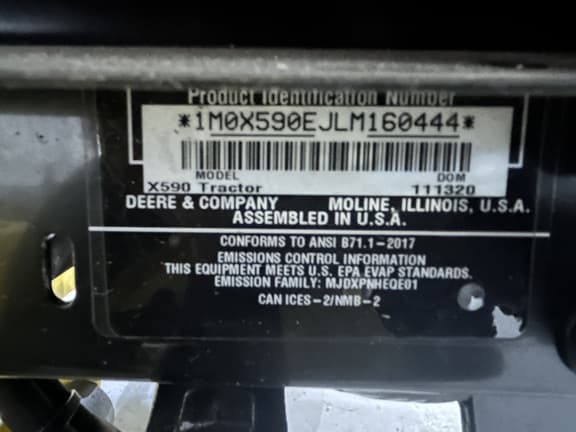 Product Identification Number
*1M0X590EJLM160444*
MODEL DOM
X590 Tractor 111320
DEERE & COMPANY MOLINE, ILLINOIS, U.S.A.
ASSEMBLED IN U.S.A.
CONFORMS TO ANSI B71.1-2017
EMISSIONS CONTROL INFORMATION
THIS EQUIPMENT MEETS U.S. EPA EVAP STANDARDS.
EMISSION FAMILY: MJDXPNHEQE01
CAN ICES-2/NMB-2